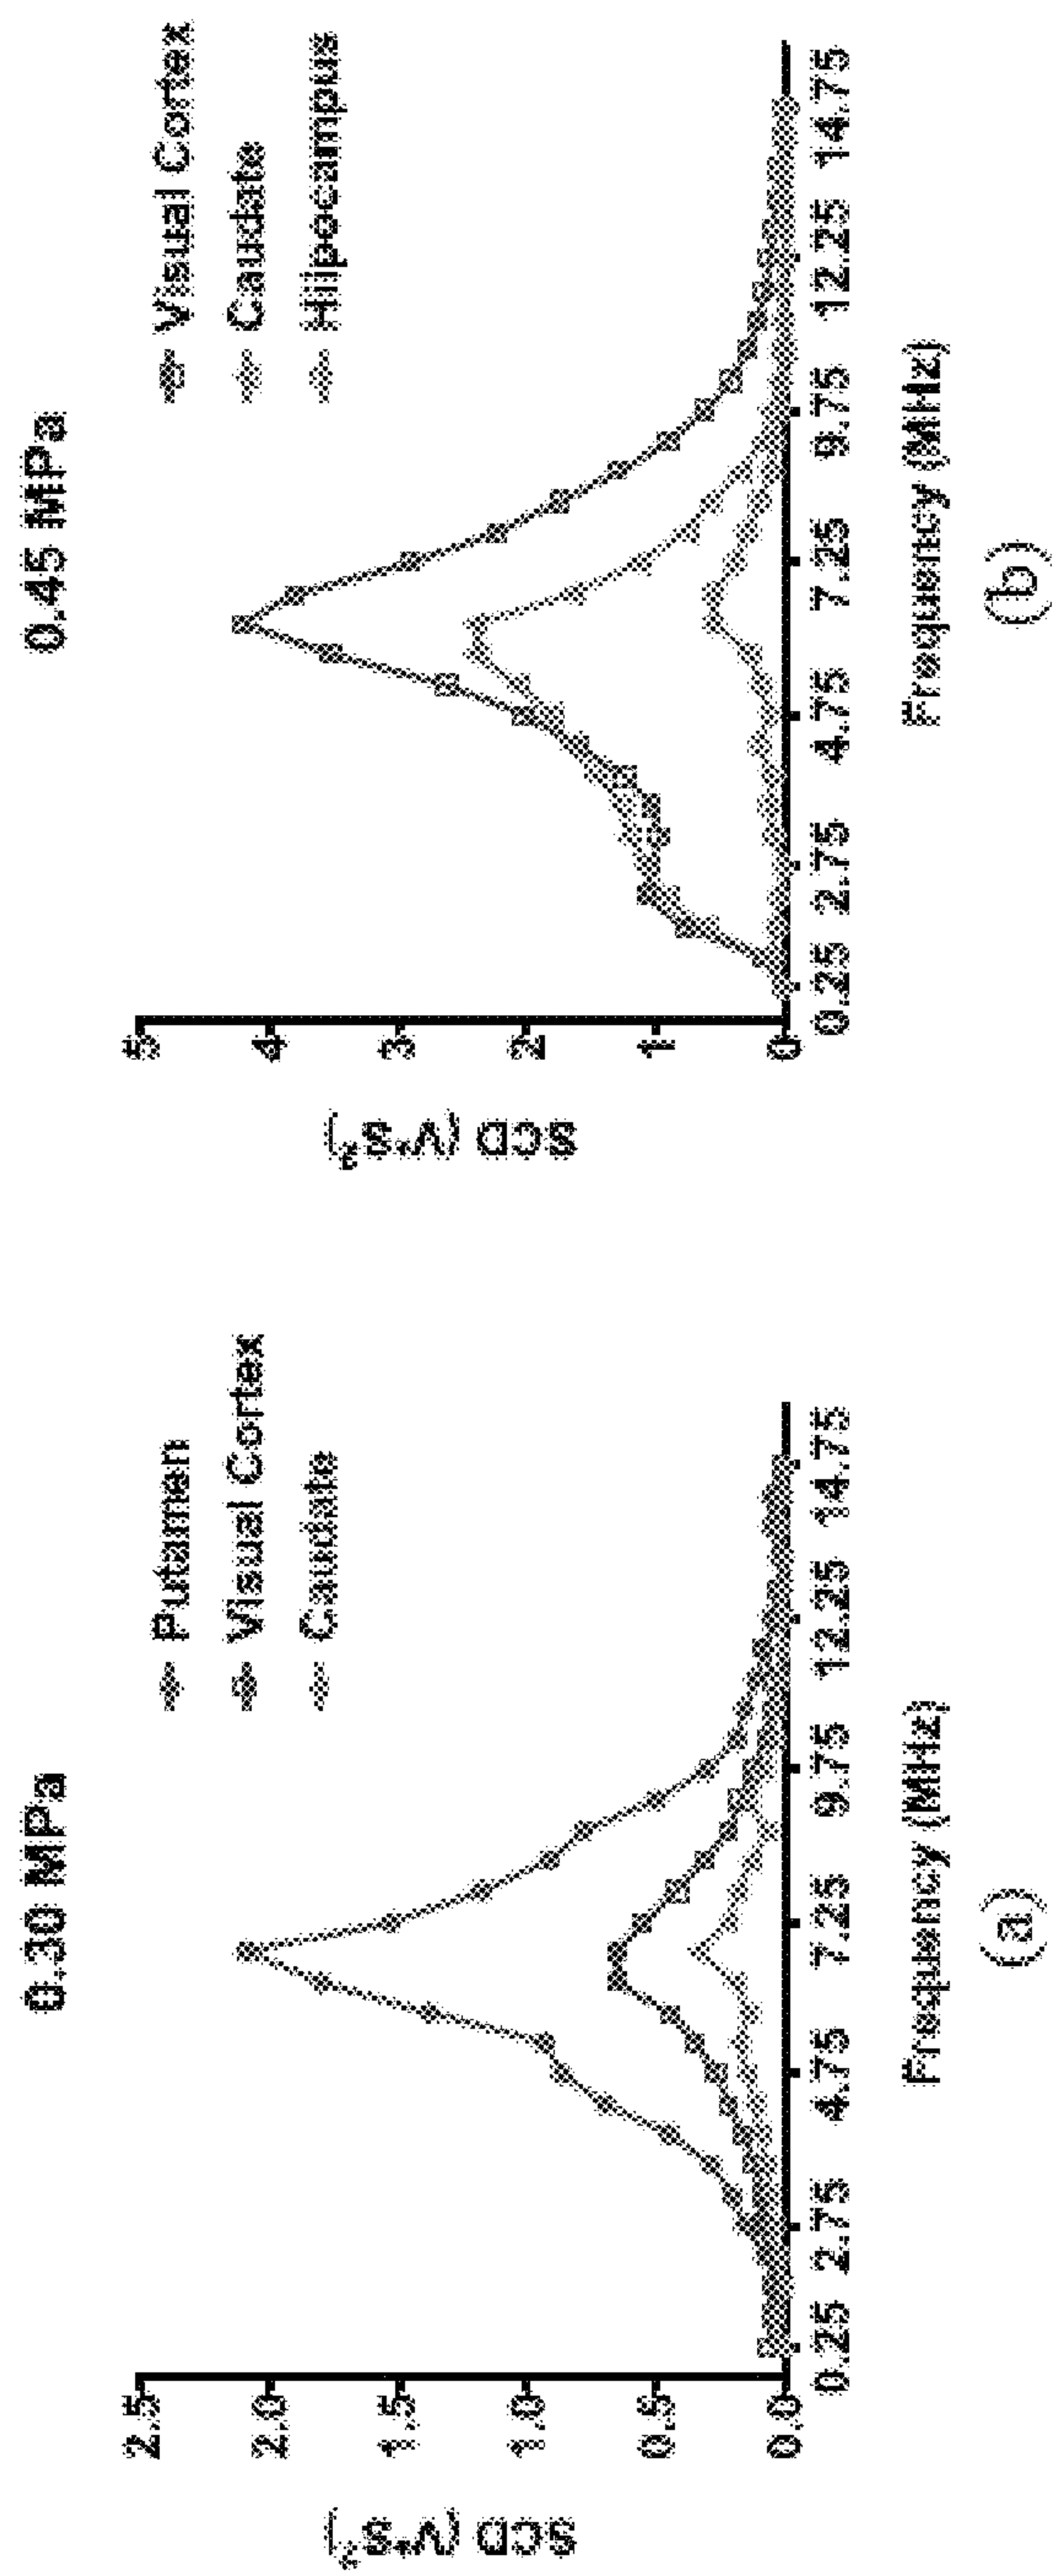 0.30 MPa
Putamen
Visual Cortex
Caudate
2.5
2.0
1.5
1.0
0.5
0.0
SCD
0.25 2.75 4.75 7.25 9.75 12.25 14.75
Frequency (MHz)
(a)
0.45 MPa
Visual Cortex
Caudate
Hippocampus
5
4
3
2
1
0
SCD
0.25 2.75 4.75 7.25 9.75 12.25 14.75
Frequency (MHz)
(b)